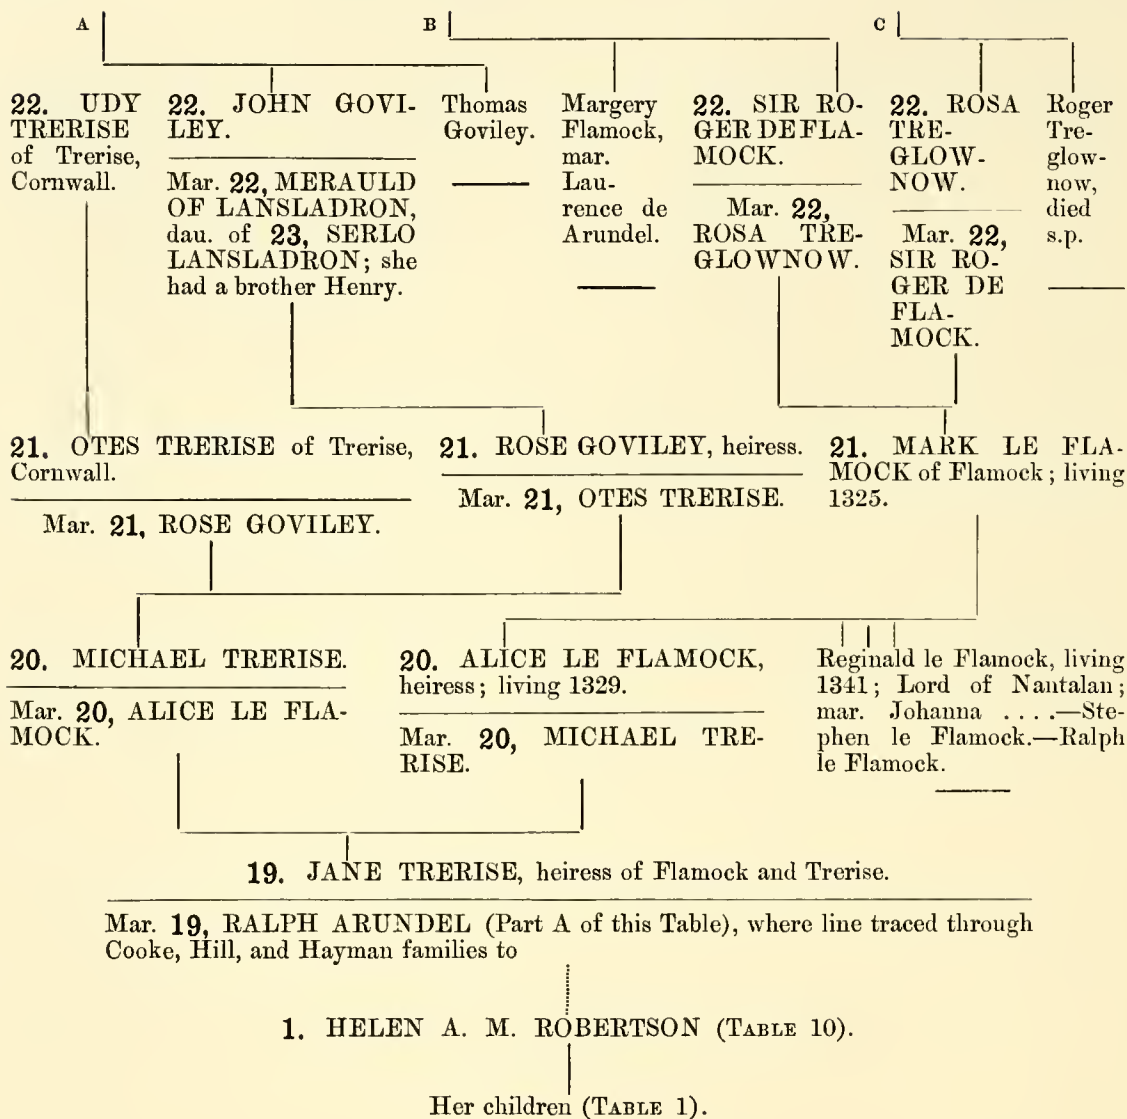 A
B
C
22. UDY
TRERISE
of Trerise,
Cornwall.
22. JOHN GOVI-
LEY.
Mar. 22, MERAULD
OF LANSLADRON,
dau. of 23, SERLO
LANSLADRON; she
had a brother Henry.
Thomas
Goviley.
Margery
Flamock,
mar.
Lau-
rence de
Arundel.
22. SIR RO-
GER DE FLA-
MOCK.
Mar. 22,
ROSA TRE-
GLOWNOW.
22. ROSA
TRE-
GLOW-
NOW.
Mar. 22,
SIR RO-
GER DE
FLA-
MOCK.
Roger
Tre-
glow-
now,
died
s.p.
21. OTES TRERISE of Trerise,
Cornwall.
Mar. 21, ROSE GOVILEY.
21. ROSE GOVILEY, heiress.
Mar. 21, OTES TRERISE.
21. MARK LE FLA-
MOCK of Flamock; living
1325.
20. MICHAEL TRERISE.
Mar. 20, ALICE LE FLA-
MOCK.
20. ALICE LE FLAMOCK,
heiress; living 1329.
Mar. 20, MICHAEL TRE-
RISE.
Reginald le Flamock, living
1341; Lord of Nantalan;
mar. Johanna . . . .—Ste-
phen le Flamock.—Ralph
le Flamock.
19. JANE TRERISE, heiress of Flamock and Trerise.
Mar. 19, RALPH ARUNDEL (Part A of this Table), where line traced through
Cooke, Hill, and Hayman families to
1. HELEN A. M. ROBERTSON (TABLE 10).
Her children (TABLE 1).